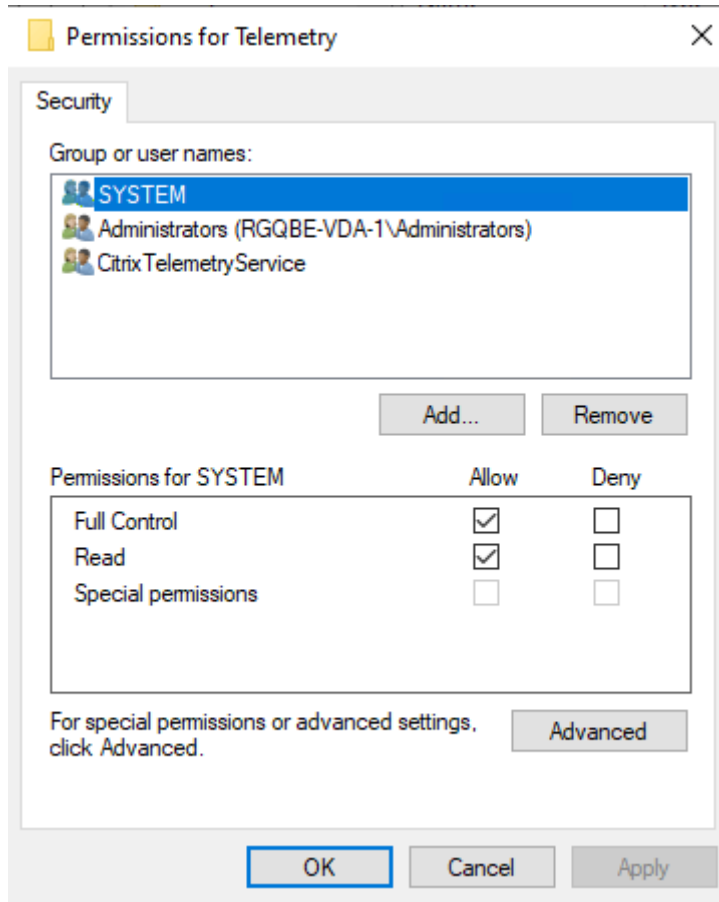 Permissions for Telemetry
Security
Group or user names:
SYSTEM
Administrators (RGQBE-VDA-1\Administrators)
CitrixTelemetryService
Add... Remove
Permissions for SYSTEM Allow Deny
Full Control
Read
Special permissions
For special permissions or advanced settings,
click Advanced.
Advanced
OK Cancel Apply